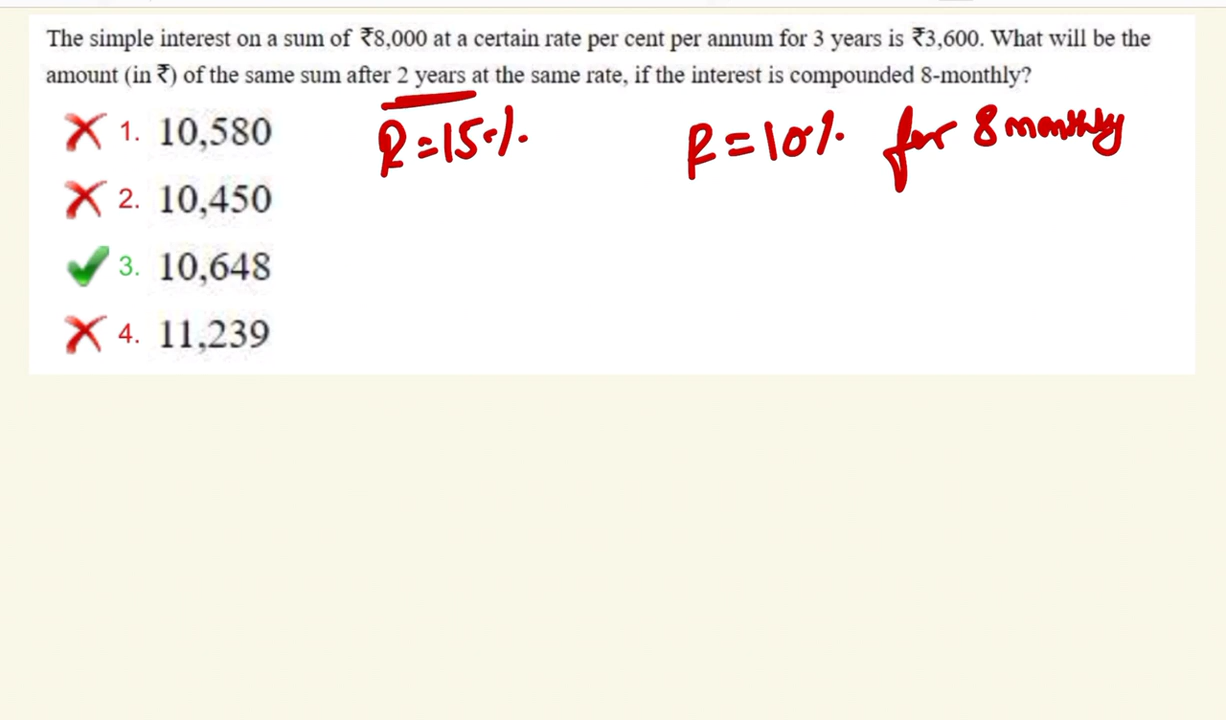 The simple interest on a sum of ₹8,000 at a certain rate per cent per annum for 3 years is ₹3,600. What will be the
amount (in ₹) of the same sum after 2 years at the same rate, if the interest is compounded 8-monthly?
1. 10,580
R=15% R=10% for 8 monthly
2. 10,450
3. 10,648
4. 11,239